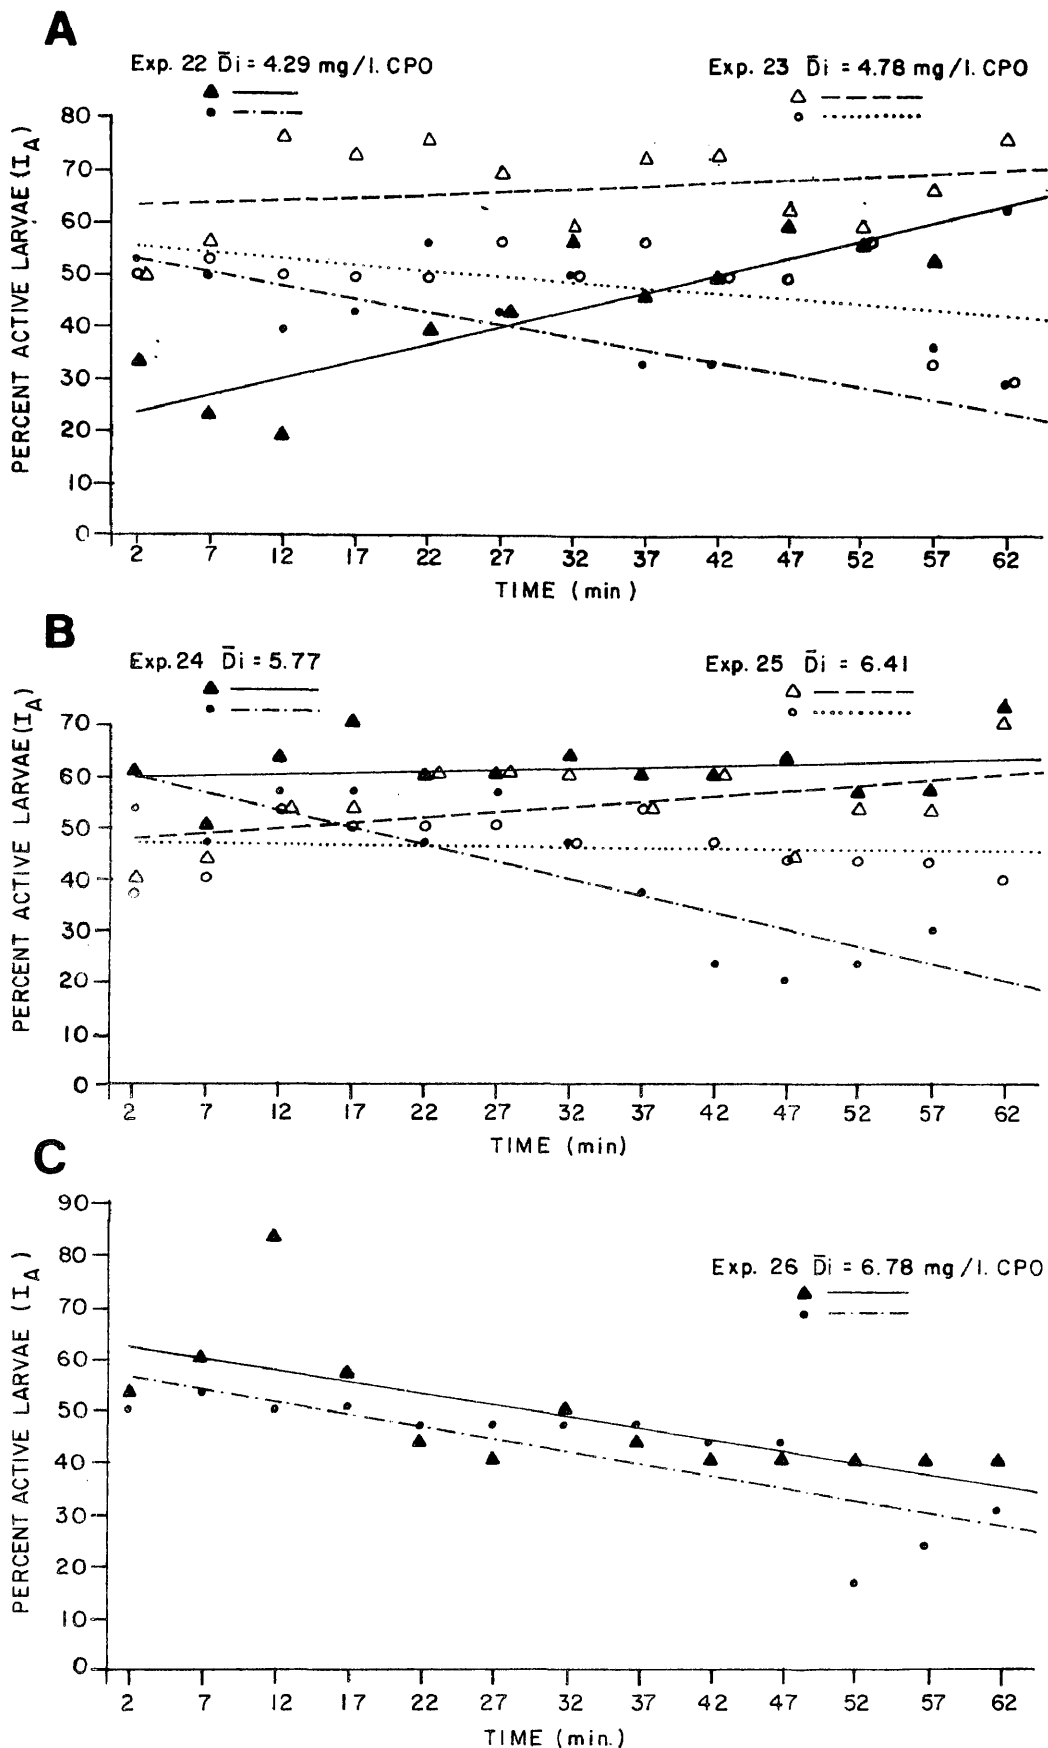 A
Exp. 22 D̄i = 4.29 mg/l. CPO
Exp. 23 D̄i = 4.78 mg/l. CPO
PERCENT ACTIVE LARVAE (I_A)
80
70
60
50
40
30
20
10
0
2 7 12 17 22 27 32 37 42 47 52 57 62
TIME (min)
B
Exp. 24 D̄i = 5.77
Exp. 25 D̄i = 6.41
PERCENT ACTIVE LARVAE (I_A)
70
60
50
40
30
20
10
0
2 7 12 17 22 27 32 37 42 47 52 57 62
TIME (min)
C
Exp. 26 D̄i = 6.78 mg/l. CPO
PERCENT ACTIVE LARVAE (I_A)
90
80
70
60
50
40
30
20
10
0
2 7 12 17 22 27 32 37 42 47 52 57 62
TIME (min.)